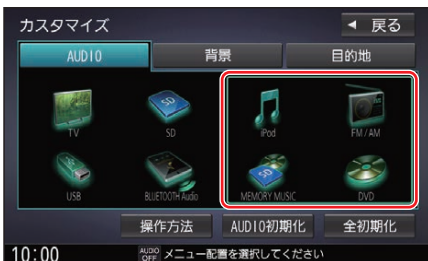 カスタマイズ
◀ 戻る
AUDIO 背景 目的地
TV SD iPod FM/AM
USB BLUETOOTH Audio MEMORY MUSIC DVD
操作方法 AUDIO初期化 全初期化
10:00 AUDIO OFF メニュー配置を選択してください